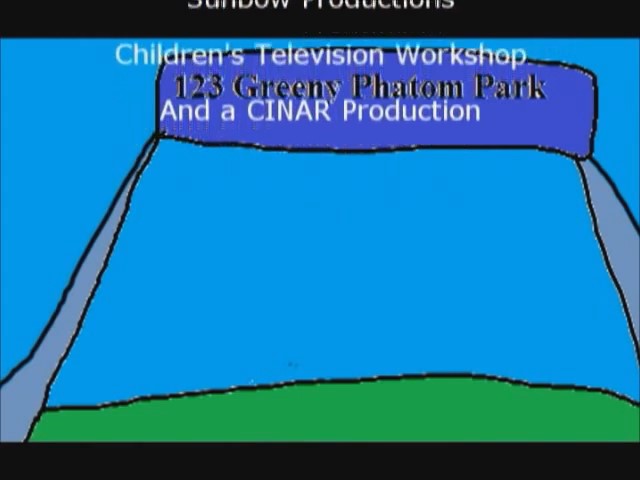 Sunbow Productions
Children's Television Workshop
123 Greeny Phatom Park
And a CINAR Production